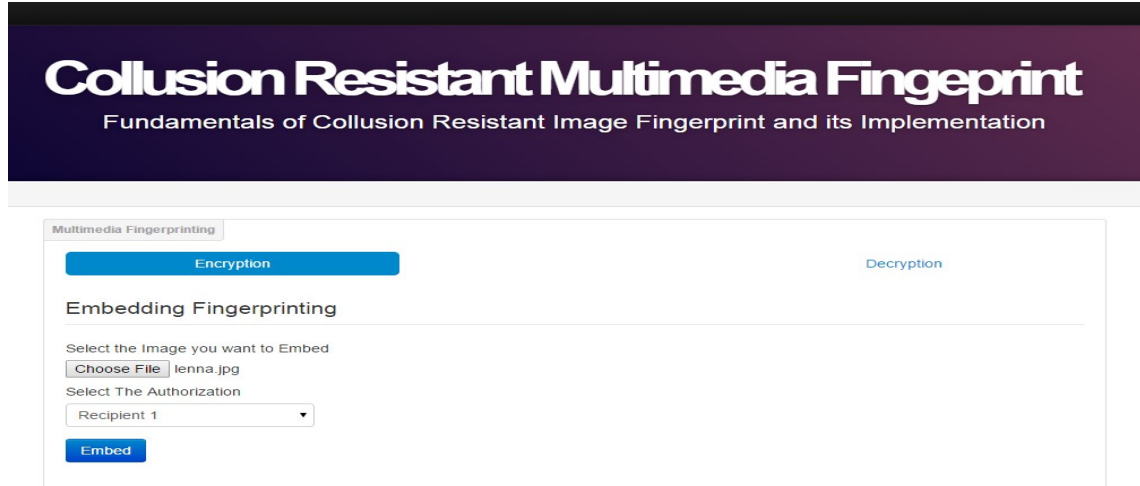 Collusion Resistant Multimedia Fingeprint
Fundamentals of Collusion Resistant Image Fingerprint and its Implementation
Multimedia Fingerprinting
Encryption
Decryption
Embedding Fingerprinting
Select the Image you want to Embed
Choose File lenna.jpg
Select The Authorization
Recipient 1
Embed